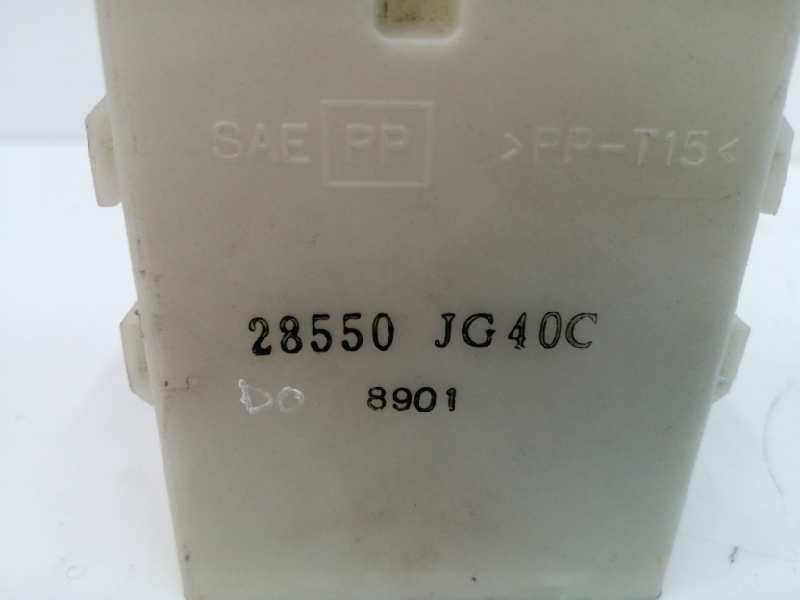 SAE PP >PP-T15<
28550 JG40C
DO 8901